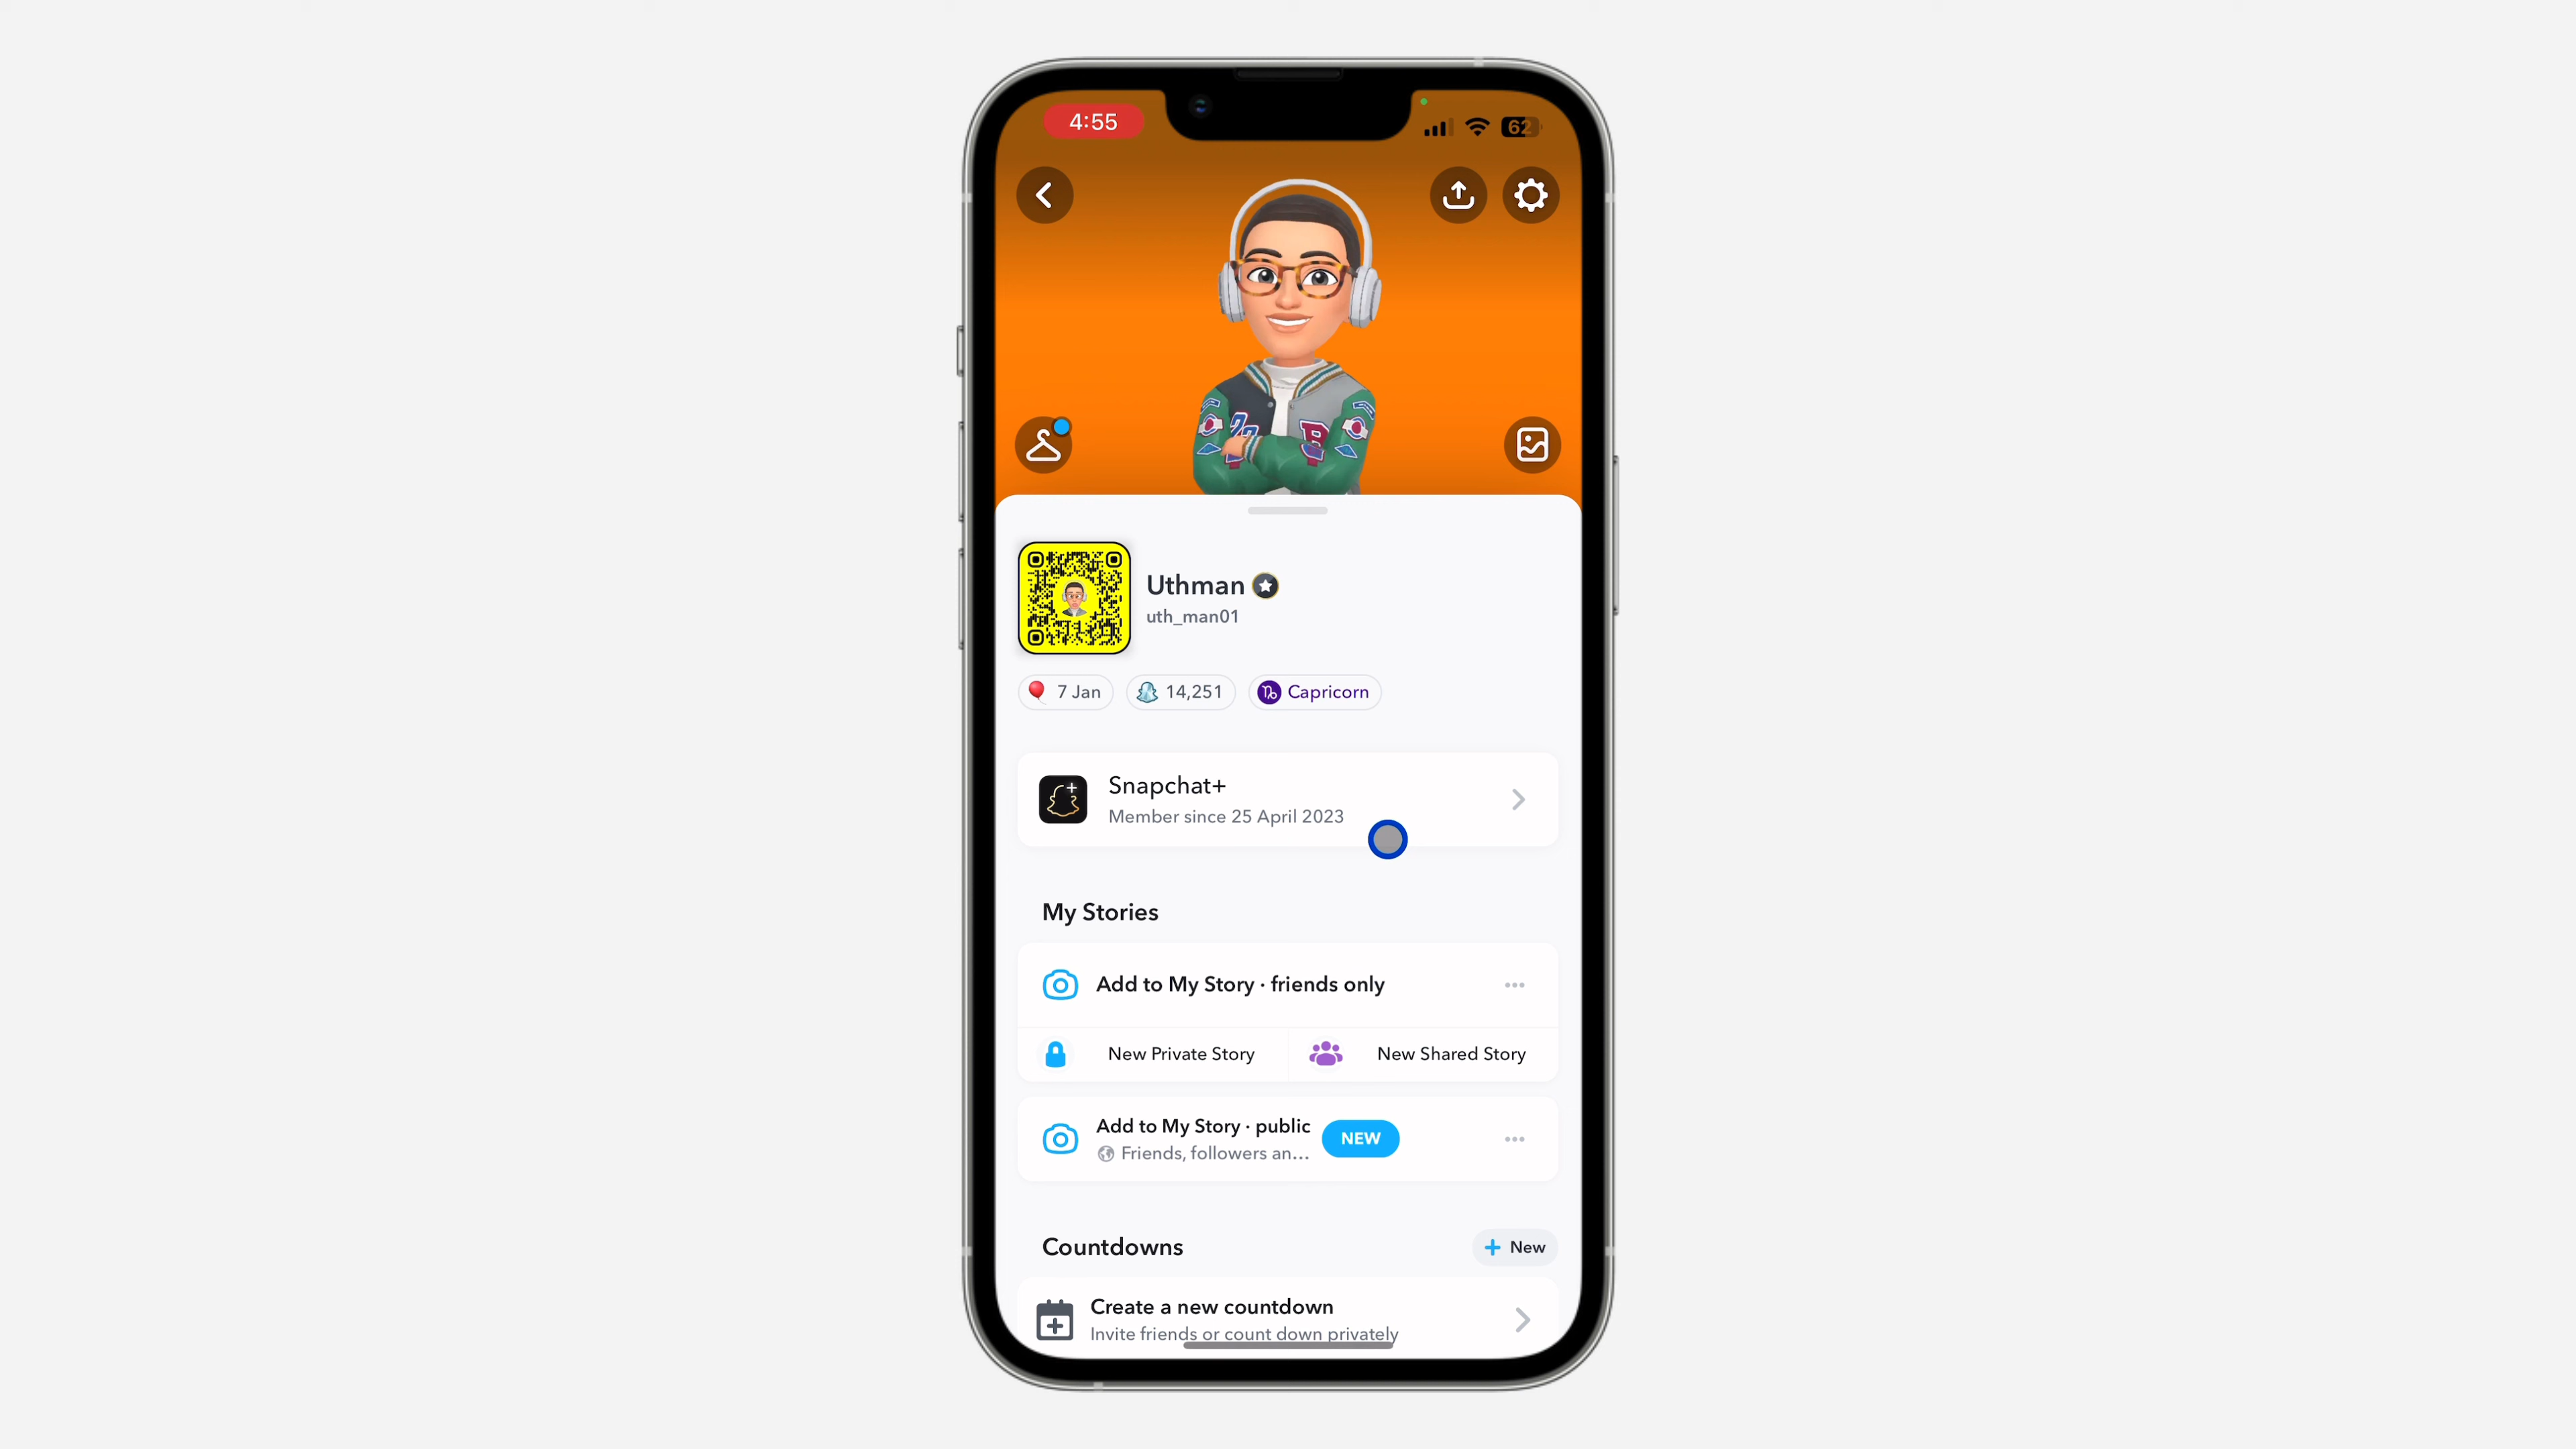 4:55
62
Uthman
uth_man01
7 Jan
14,251
Capricorn
Snapchat+
Member since 25 April 2023
My Stories
Add to My Story · friends only
New Private Story
New Shared Story
Add to My Story · public
Friends, followers an...
NEW
Countdowns
+ New
Create a new countdown
Invite friends or count down privately